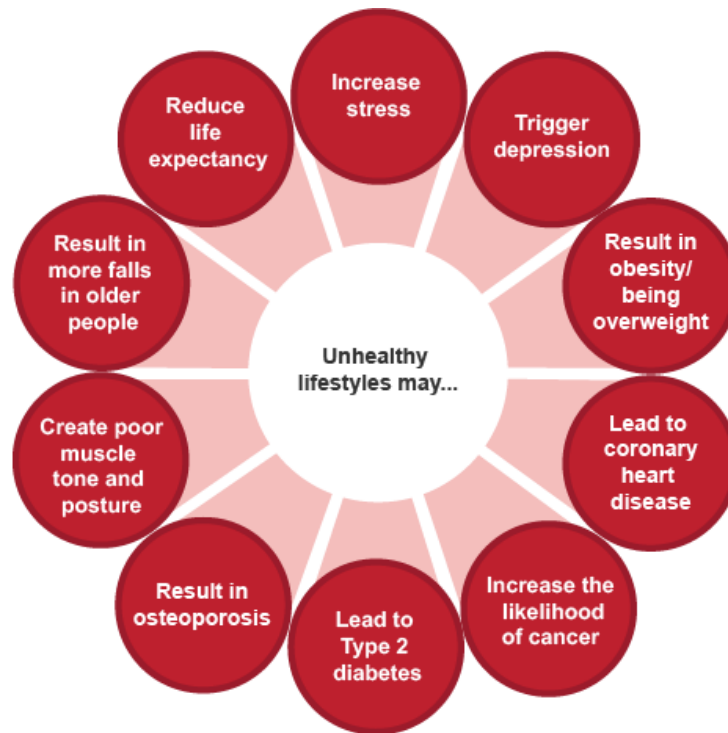 Unhealthy
lifestyles may...
Increase
stress
Trigger
depression
Result in
obesity/
being
overweight
Lead to
coronary
heart
disease
Increase the
likelihood
of cancer
Lead to
Type 2
diabetes
Result in
osteoporosis
Create poor
muscle
tone and
posture
Result in
more falls
in older
people
Reduce
life
expectancy